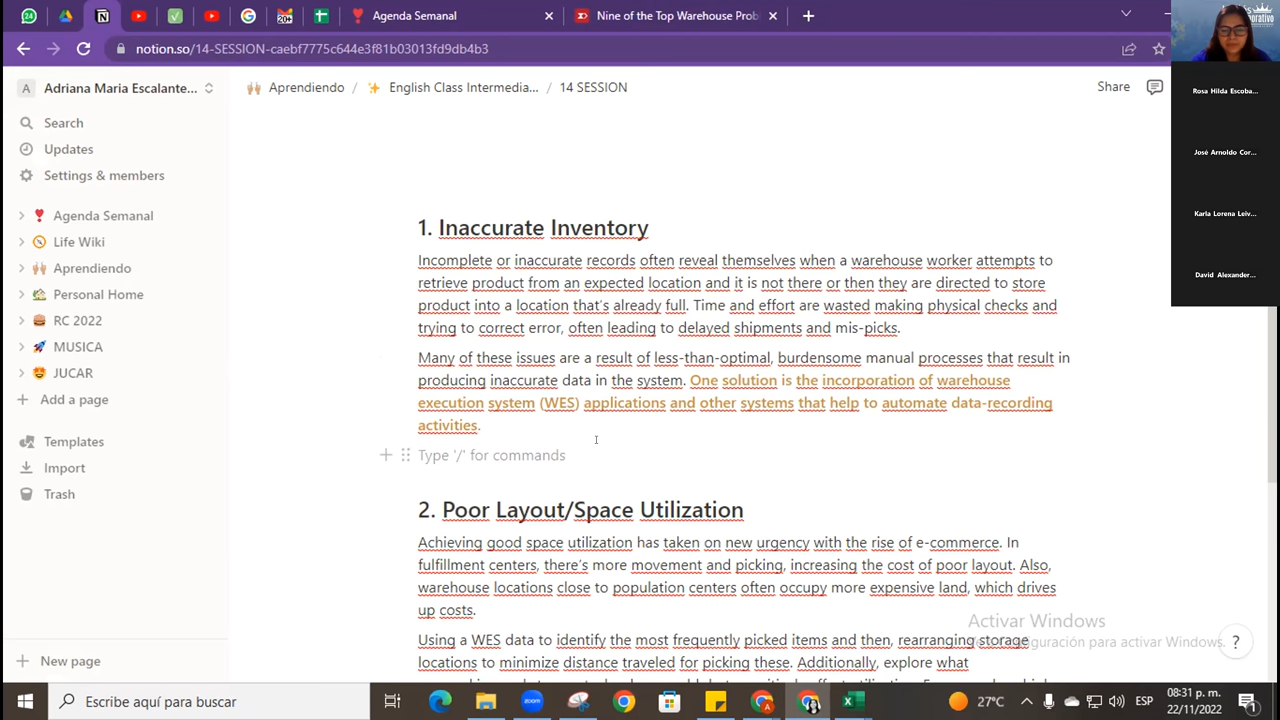 24
20+
Agenda Semanal
Nine of the Top Warehouse Prob
notion.so/14-SESSION-caebf7775c644e3f81b03013fd9db4b3
A Adriana Maria Escalante...
Aprendiendo / English Class Intermedia... / 14 SESSION
Share
Search
Updates
Settings & members
Agenda Semanal
Life Wiki
Aprendiendo
Personal Home
RC 2022
MUSICA
JUCAR
Add a page
Templates
Import
Trash
New page
1. Inaccurate Inventory
Incomplete or inaccurate records often reveal themselves when a warehouse worker attempts to
retrieve product from an expected location and it is not there or then they are directed to store
product into a location that's already full. Time and effort are wasted making physical checks and
trying to correct error, often leading to delayed shipments and mis-picks.
Many of these issues are a result of less-than-optimal, burdensome manual processes that result in
producing inaccurate data in the system. One solution is the incorporation of warehouse
execution system (WES) applications and other systems that help to automate data-recording
activities.
Type '/' for commands
2. Poor Layout/Space Utilization
Achieving good space utilization has taken on new urgency with the rise of e-commerce. In
fulfillment centers, there's more movement and picking, increasing the cost of poor layout. Also,
warehouse locations close to population centers often occupy more expensive land, which drives
up costs.
Using a WES data to identify the most frequently picked items and then, rearranging storage
locations to minimize distance traveled for picking these. Additionally, explore what
Rosa Hilda Escoba...
José Arnoldo Cor...
Karla Lorena Leiv...
David Alexander...
Activar Windows
configuración para activar Windows.
?
Escribe aquí para buscar
27°C
ESP
08:31 p. m.
22/11/2022
1